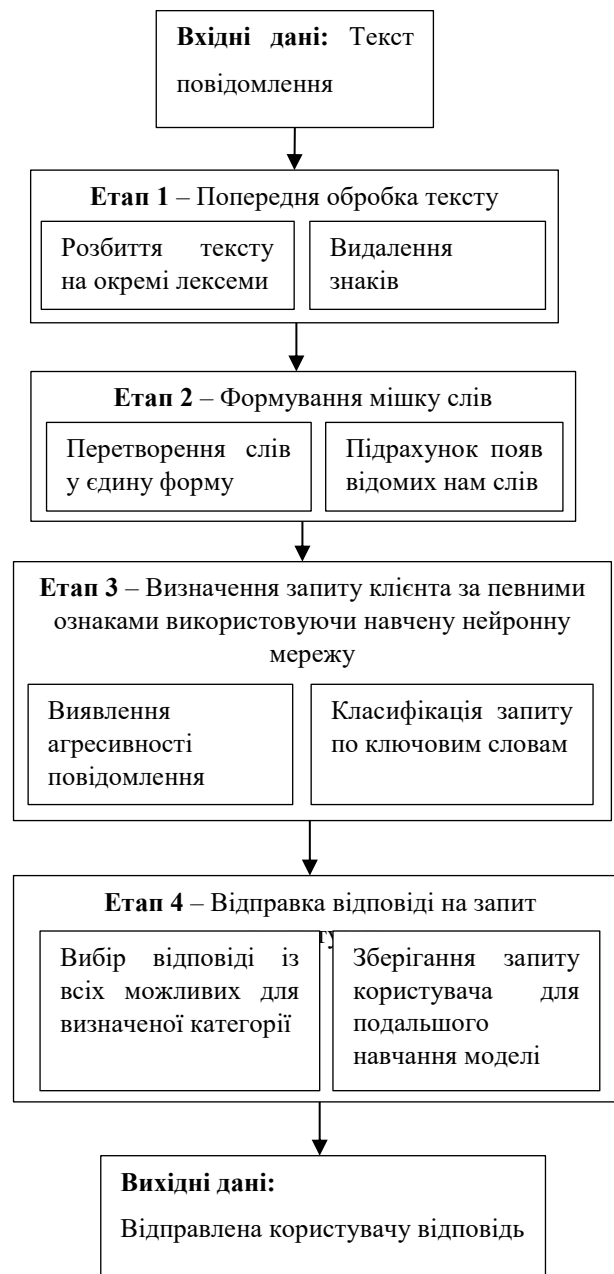 Вхідні дані: Текст
повідомлення
Етап 1 – Попередня обробка тексту
Розбиття тексту
на окремі лексеми
Видалення
знаків
Етап 2 – Формування мішку слів
Перетворення слів
у єдину форму
Підрахунок появ
відомих нам слів
Етап 3 – Визначення запиту клієнта за певними
ознаками використовуючи навчену нейронну
мережу
Виявлення
агресивності
повідомлення
Класифікація запиту
по ключовим словам
Етап 4 – Відправка відповіді на запит
Вибір відповіді із
всіх можливих для
визначеної категорії
Зберігання запиту
користувача для
подальшого
навчання моделі
Вихідні дані:
Відправлена користувачу відповідь